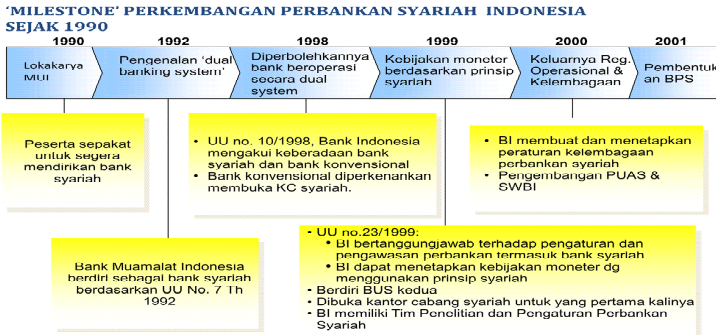 ‘MILESTONE’ PERKEMBANGAN PERBANKAN SYARIAH INDONESIA
SEJAK 1990
1990
1992
1998
1999
2000
2001
Lokakarya
MUI
Pengenalan ‘dual
banking system’
Diperbolehkannya
bank beroperasi
secara dual
system
Kebijakan moneter
berdasarkan prinsip
syariah
Keluarnya Reg.
Operasional &
Kelembagaan
Pembentuk
an BPS
Peserta sepakat
untuk segera
mendirikan bank
syariah
• UU no. 10/1998, Bank Indonesia
mengakui keberadaan bank
syariah dan bank konvensional
• Bank konvensional diperkenankan
membuka KC syariah.
• BI membuat dan menetapkan
peraturan kelembagaan
perbankan syariah
• Pengembangan PUAS &
SWBI
Bank Muamalat Indonesia
berdiri sebagai bank syariah
berdasarkan UU No. 7 Th
1992
• UU no.23/1999:
• BI bertanggungjawab terhadap pengaturan dan
pengawasan perbankan termasuk bank syariah
• BI dapat menetapkan kebijakan moneter dg
menggunakan prinsip syariah
• Berdiri BUS kedua
• Dibuka kantor cabang syariah untuk yang pertama kalinya
• BI memiliki Tim Penelitian dan Pengaturan Perbankan
Syariah